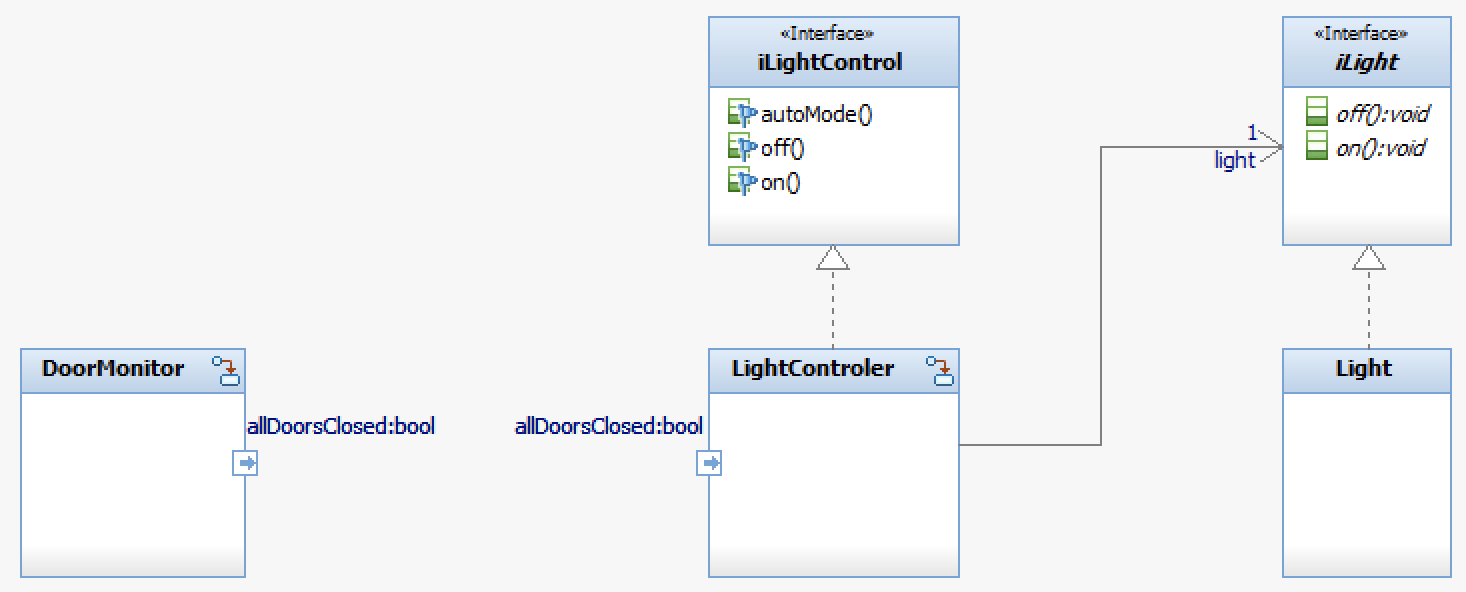 «Interface»
iLightControl
autoMode()
off()
on()
«Interface»
iLight
off():void
on():void
1
light
DoorMonitor
allDoorsClosed:bool
allDoorsClosed:bool
LightControler
Light